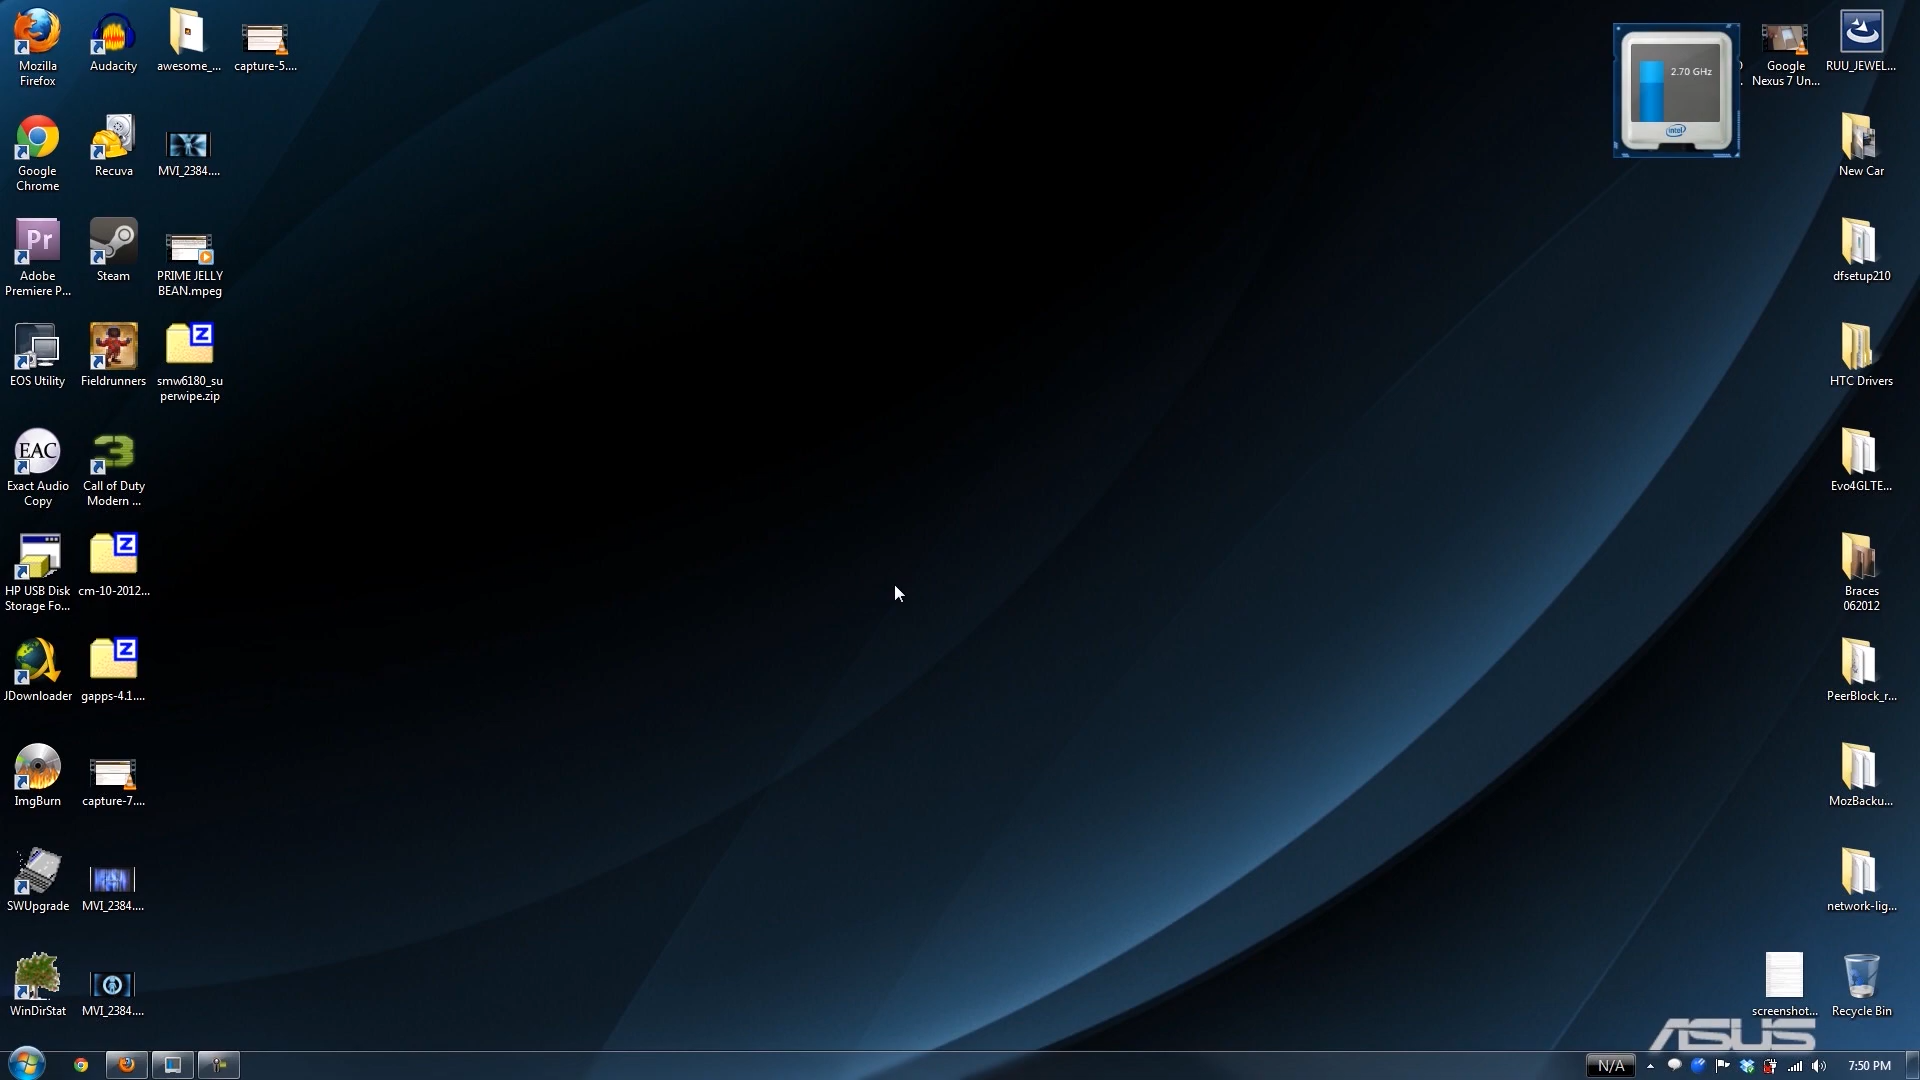 Mozilla
Firefox
Audacity
awesome_...
capture-5....
2.70 GHz
intel
Google
Nexus 7 Un...
RUU_JEWEL...
Google
Chrome
Recuva
MVI_2384....
New Car
Pr
Adobe
Premiere P...
Steam
PRIME JELLY
BEAN.mpeg
dfsetup210
EOS Utility
Fieldrunners
Z
smw6180_su
perwipe.zip
HTC Drivers
EAC
Exact Audio
Copy
3
Call of Duty
Modern ...
Evo4GLTE...
HP USB Disk
Storage Fo...
Z
cm-10-2012...
Braces
062012
JDownloader
Z
gapps-4.1....
PeerBlock_r...
ImgBurn
capture-7....
MozBacku...
SWUpgrade
MVI_2384....
network-lig...
WinDirStat
MVI_2384....
screenshot...
Recycle Bin
ASUS
N/A
7:50 PM